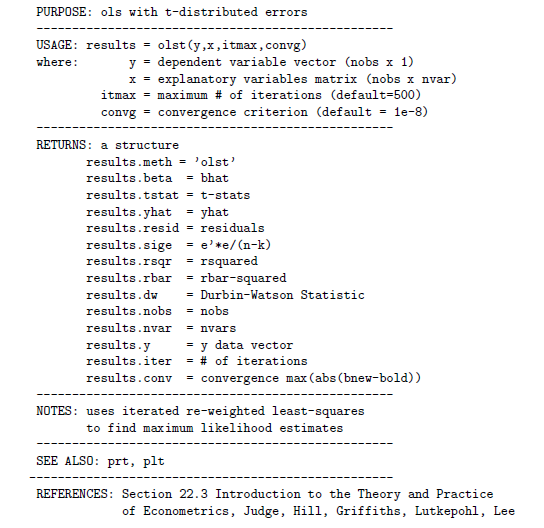 PURPOSE: ols with t-distributed errors
---------------------------------------------------
USAGE: results = olst(y,x,itmax,convg)
where: y = dependent variable vector (nobs x 1)
x = explanatory variables matrix (nobs x nvar)
itmax = maximum # of iterations (default=500)
convg = convergence criterion (default = 1e-8)
---------------------------------------------------
RETURNS: a structure
results.meth = ’olst’
results.beta = bhat
results.tstat = t-stats
results.yhat = yhat
results.resid = residuals
results.sige = e’*e/(n-k)
results.rsqr = rsquared
results.rbar = rbar-squared
results.dw = Durbin-Watson Statistic
results.nobs = nobs
results.nvar = nvars
results.y = y data vector
results.iter = # of iterations
results.conv = convergence max(abs(bnew-bold))
---------------------------------------------------
NOTES: uses iterated re-weighted least-squares
to find maximum likelihood estimates
---------------------------------------------------
SEE ALSO: prt, plt
----------------------------------------------------
REFERENCES: Section 22.3 Introduction to the Theory and Practice
of Econometrics, Judge, Hill, Griffiths, Lutkepohl, Lee